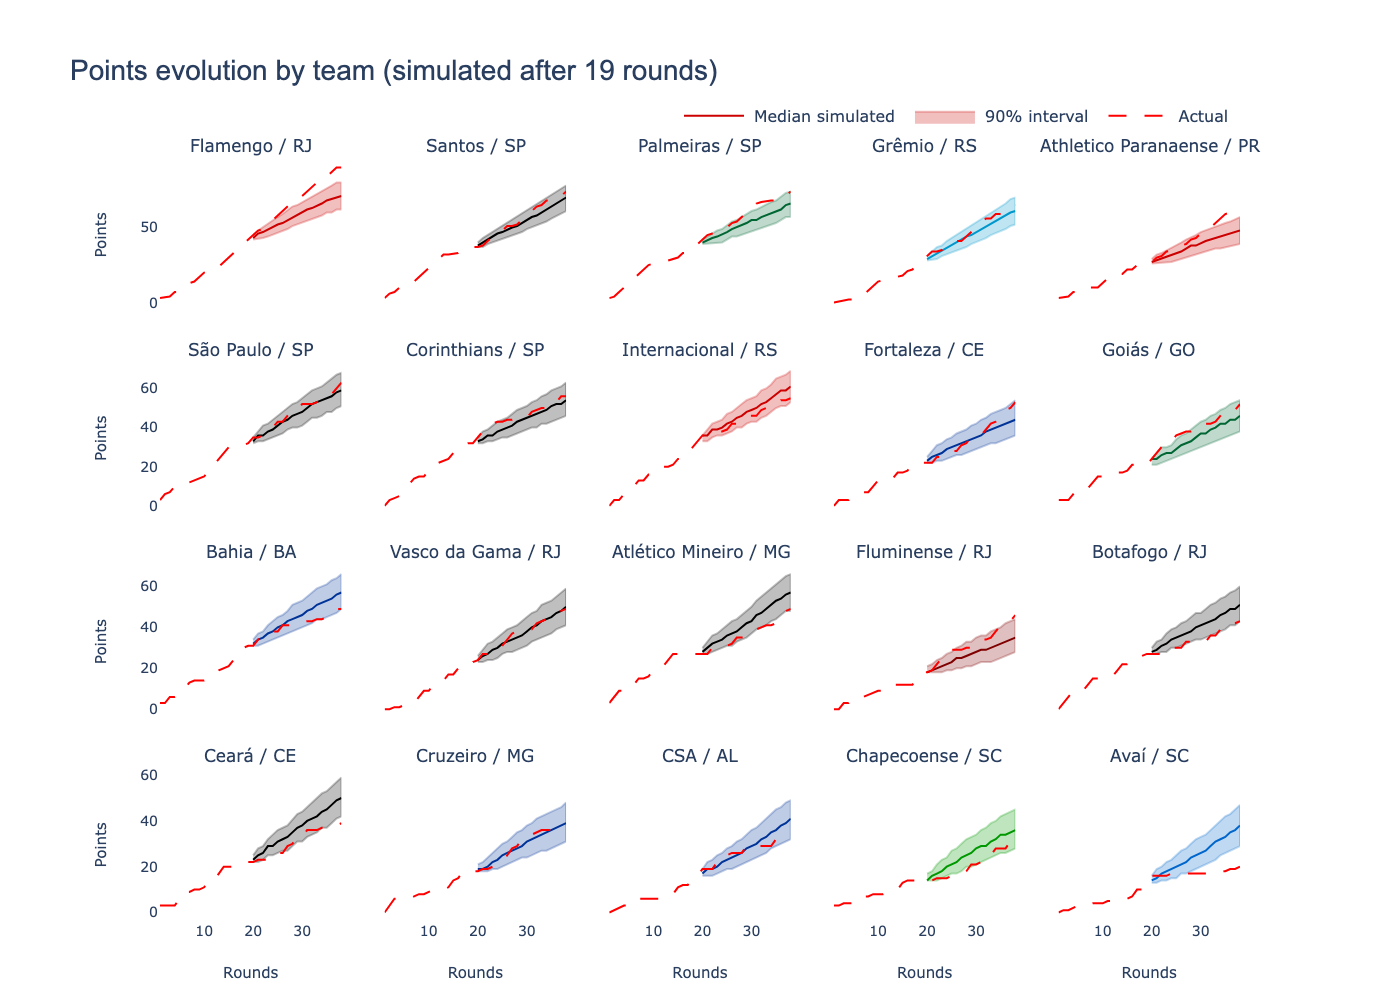 Points evolution by team (simulated after 19 rounds)
Median simulated 90% interval Actual
Flamengo / RJ Santos / SP Palmeiras / SP Grêmio / RS Athletico Paranaense / PR
Points
50
0
São Paulo / SP Corinthians / SP Internacional / RS Fortaleza / CE Goiás / GO
Points
60
40
20
0
Bahia / BA Vasco da Gama / RJ Atlético Mineiro / MG Fluminense / RJ Botafogo / RJ
Points
60
40
20
0
Ceará / CE Cruzeiro / MG CSA / AL Chapecoense / SC Avaí / SC
Points
60
40
20
0
10 20 30 10 20 30 10 20 30 10 20 30 10 20 30
Rounds Rounds Rounds Rounds Rounds